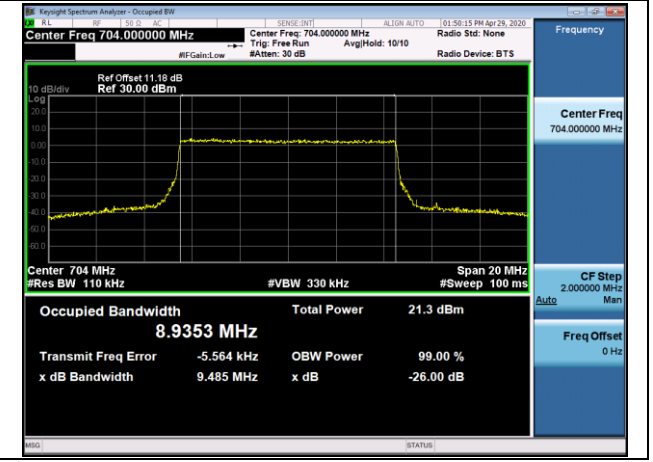 Keysight Spectrum Analyzer - Occupied BW
RL RF 50 Ω AC SENSE:INT ALIGN AUTO 01:50:15 PM Apr 29, 2020
Center Freq 704.000000 MHz
Center Freq: 704.000000 MHz
Radio Std: None
Trig: Free Run Avg|Hold: 10/10
#IFGain:Low #Atten: 30 dB Radio Device: BTS
Frequency
Ref Offset 11.18 dB
10 dB/div Ref 30.00 dBm
Log
20.0
10.0
0.00
-10.0
-20.0
-30.0
-40.0
-50.0
-60.0
Center Freq
704.000000 MHz
Center 704 MHz Span 20 MHz
#Res BW 110 kHz #VBW 330 kHz #Sweep 100 ms
CF Step
2.000000 MHz
Auto Man
Occupied Bandwidth Total Power 21.3 dBm
8.9353 MHz
Freq Offset
0 Hz
Transmit Freq Error -5.564 kHz OBW Power 99.00 %
x dB Bandwidth 9.485 MHz x dB -26.00 dB
MSG STATUS